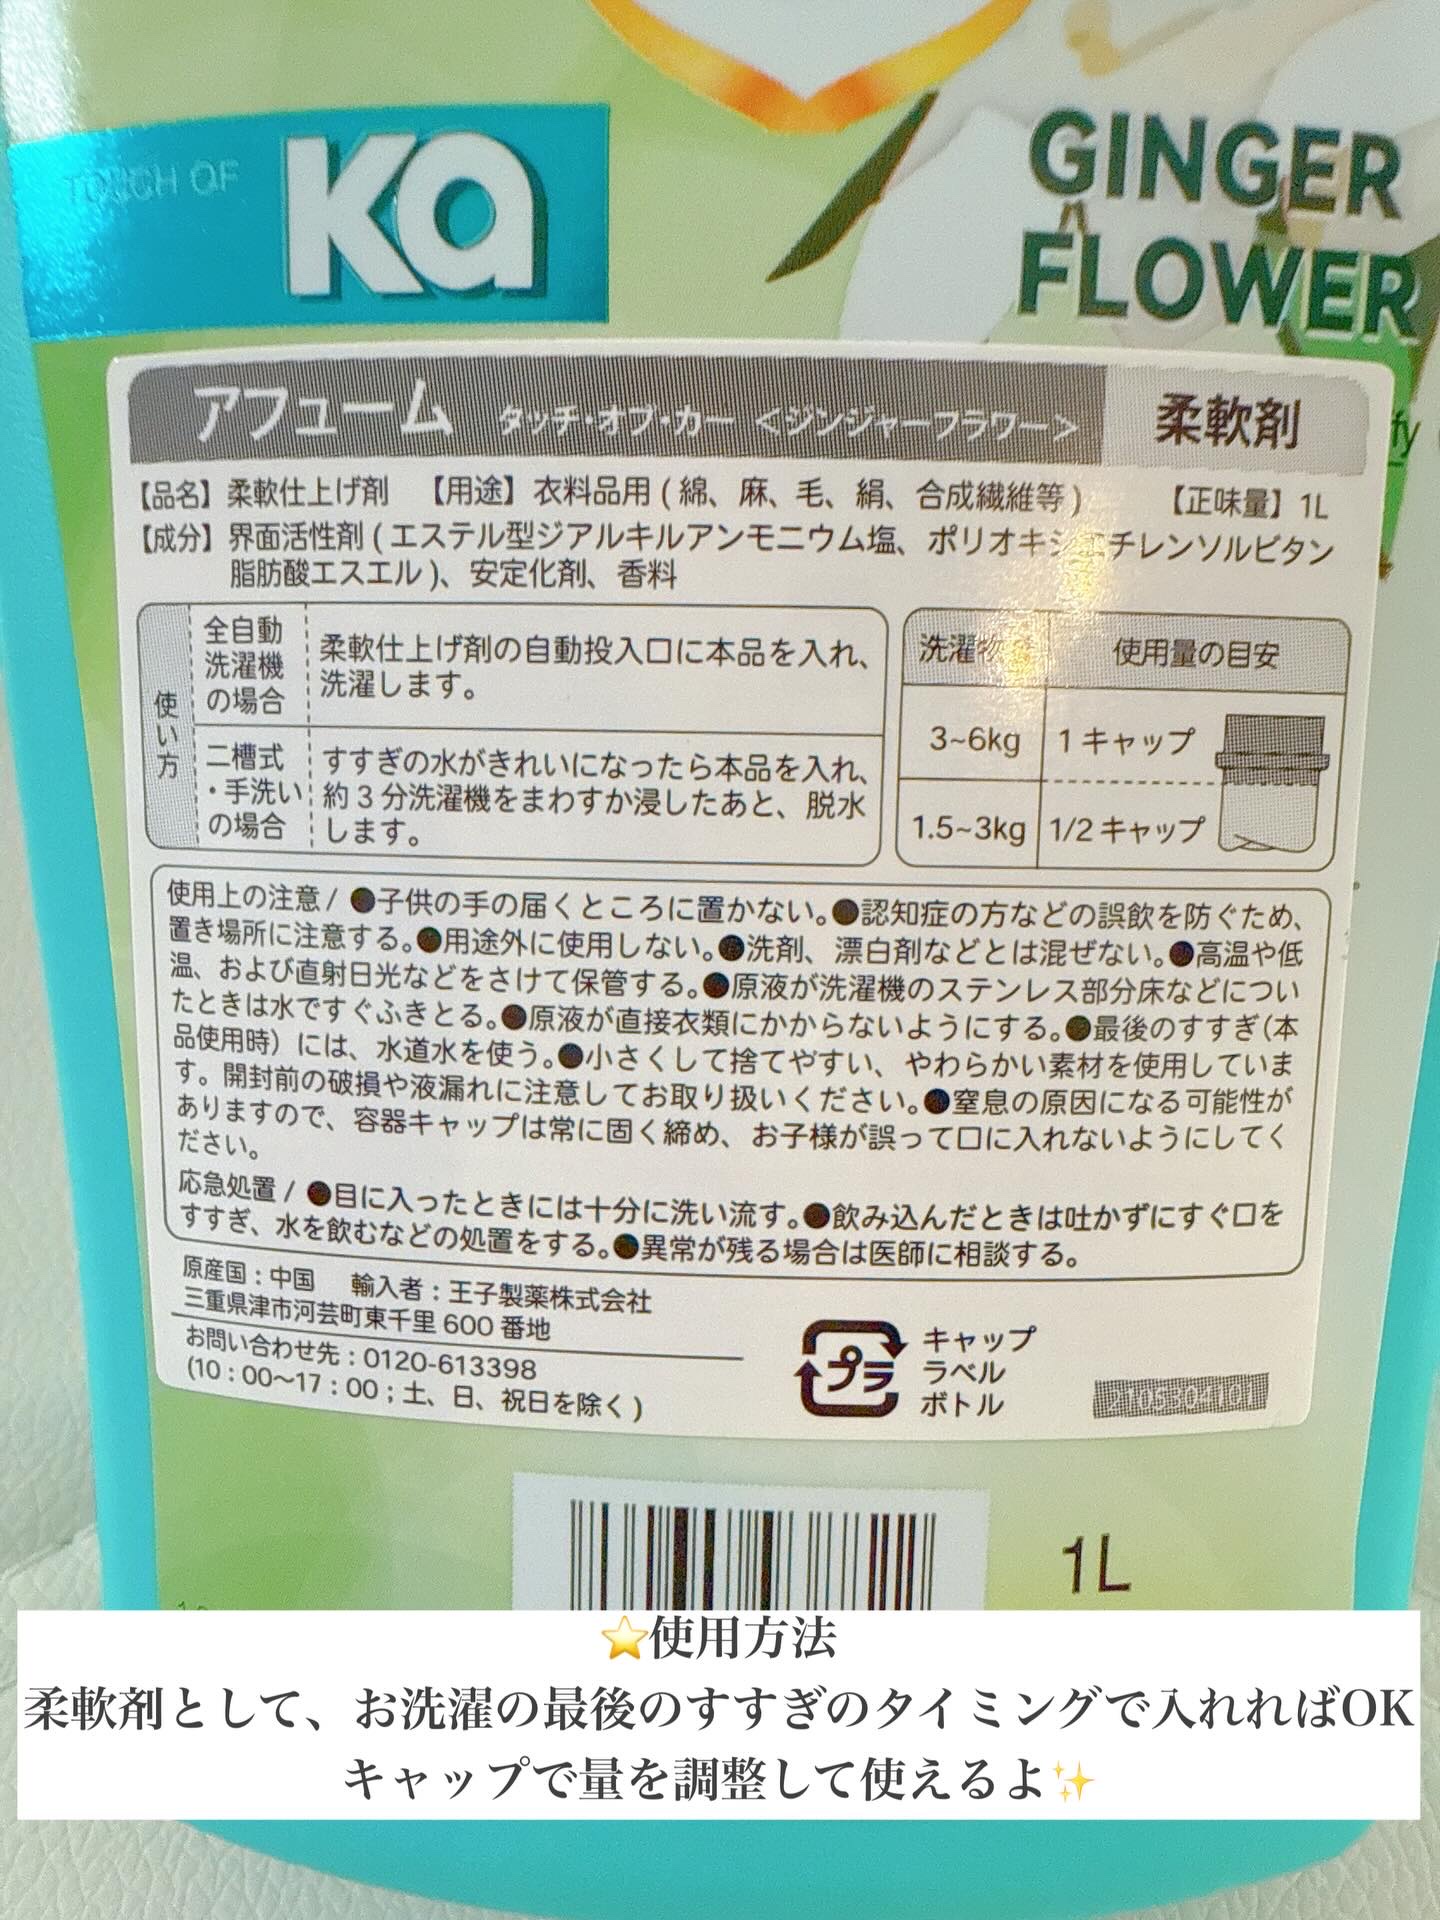 TOUCH OF
Ka
GINGER
FLOWER
アフューム タッチ・オブ・カー <ジンジャーフラワー> 柔軟剤
fy
【品名】柔軟仕上げ剤 【用途】衣料品用 ( 綿、麻、毛、絹、合成繊維等 ) 【正味量】1L
【成分】界面活性剤 ( エステル型ジアルキルアンモニウム塩、ポリオキシエチレンソルビタン
脂肪酸エスエル )、安定化剤、香料
使い方
全自動
洗濯機
の場合
柔軟仕上げ剤の自動投入口に本品を入れ、
洗濯します。
二槽式
・手洗い
の場合
すすぎの水がきれいになったら本品を入れ、
約 3 分洗濯機をまわすか浸したあと、脱水
します。
洗濯物 使用量の目安
3~6kg 1 キャップ
1.5~3kg 1/2 キャップ
使用上の注意 / ●子供の手の届くところに置かない。●認知症の方などの誤飲を防ぐため、
置き場所に注意する。●用途外に使用しない。●洗剤、漂白剤などとは混ぜない。●高温や低
温、および直射日光などをさけて保管する。●原液が洗濯機のステンレス部分床などについ
たときは水ですぐふきとる。●原液が直接衣類にかからないようにする。●最後のすすぎ(本
品使用時）には、水道水を使う。●小さくして捨てやすい、やわらかい素材を使用していま
す。開封前の破損や液漏れに注意してお取り扱いください。●窒息の原因になる可能性が
ありますので、容器キャップは常に固く締め、お子様が誤って口に入れないようにしてく
ださい。
応急処置 / ●目に入ったときには十分に洗い流す。●飲み込んだときは吐かずにすぐ口を
すすぎ、水を飲むなどの処置をする。●異常が残る場合は医師に相談する。
原産国：中国 輸入者：王子製薬株式会社
三重県津市河芸町東千里 600 番地
お問い合わせ先：0120-613398
(10：00〜17：00；土、日、祝日を除く)
プラ
キャップ
ラベル
ボトル
2105304101
1L
⭐使用方法
柔軟剤として、お洗濯の最後のすすぎのタイミングで入れればOK
キャップで量を調整して使えるよ✨